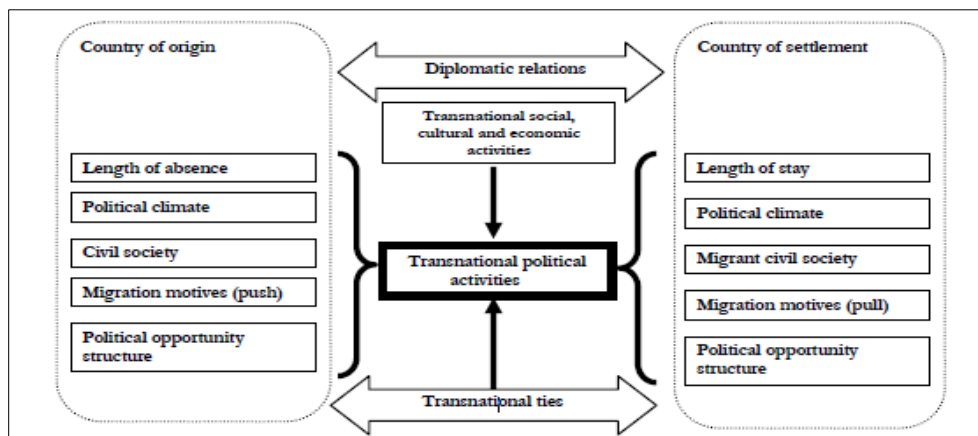 Country of origin
Length of absence
Political climate
Civil society
Migration motives (push)
Political opportunity
structure
Diplomatic relations
Transnational social,
cultural and economic
activities
Transnational political
activities
Transnational ties
Country of settlement
Length of stay
Political climate
Migrant civil society
Migration motives (pull)
Political opportunity
structure